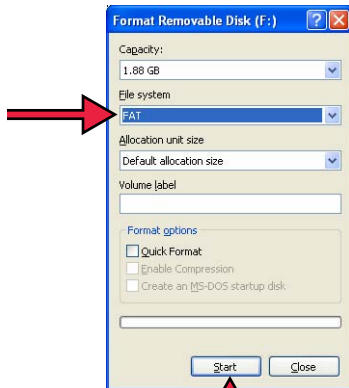 Format Removable Disk (F:)
Capacity:
1.88 GB
File system
FAT
Allocation unit size
Default allocation size
Volume label
Format options
Quick Format
Enable Compression
Create an MS-DOS startup disk
Start
Close